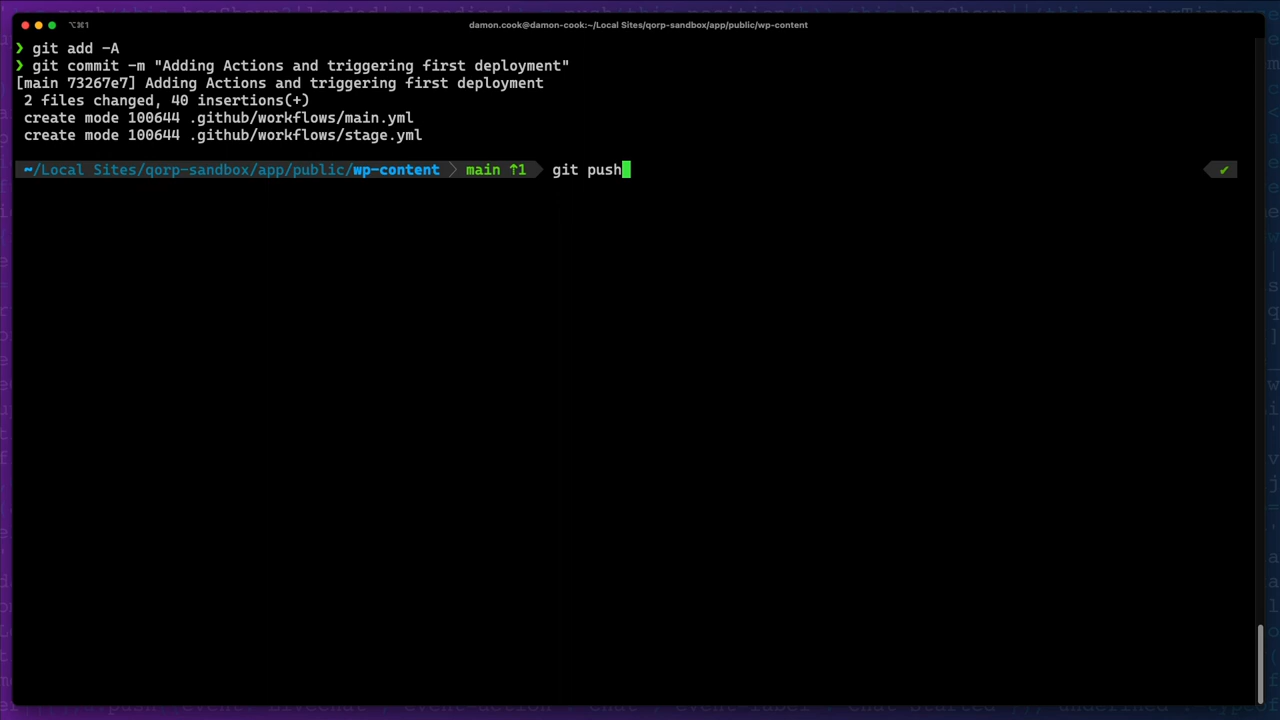 ⌥⌘1
damon.cook@damon-cook:~/Local Sites/qorp-sandbox/app/public/wp-content
❯ git add -A
❯ git commit -m "Adding Actions and triggering first deployment"
[main 73267e7] Adding Actions and triggering first deployment
2 files changed, 40 insertions(+)
create mode 100644 .github/workflows/main.yml
create mode 100644 .github/workflows/stage.yml
~/Local Sites/qorp-sandbox/app/public/wp-content main ↑1 git push ✔